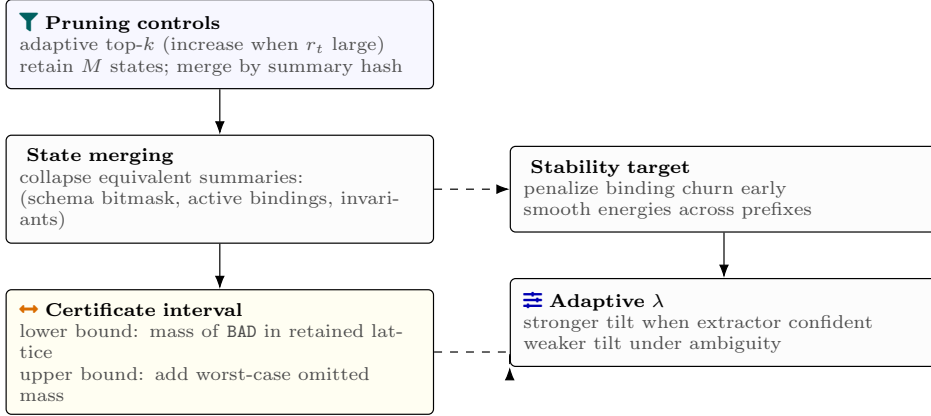 Pruning controls
adaptive top-k (increase when r_t large)
retain M states; merge by summary hash
State merging
collapse equivalent summaries:
(schema bitmask, active bindings, invari-
ants)
Stability target
penalize binding churn early
smooth energies across prefixes
Certificate interval
lower bound: mass of BAD in retained lat-
tice
upper bound: add worst-case omitted
mass
Adaptive λ
stronger tilt when extractor confident
weaker tilt under ambiguity